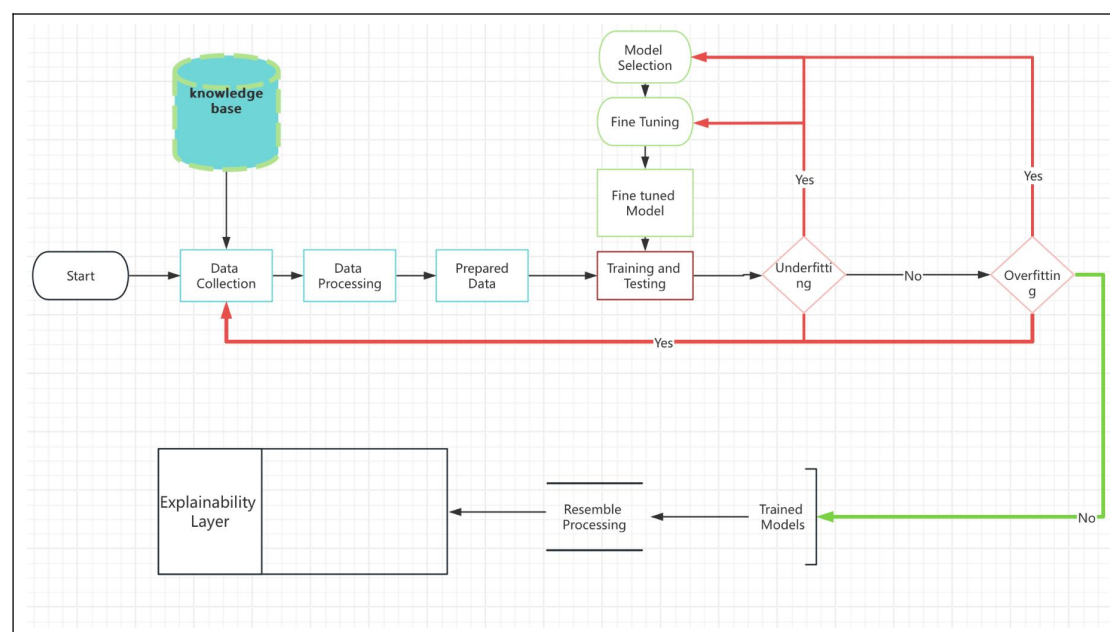 Model
Selection
knowledge
base
Fine Tuning
Yes
Yes
Fine tuned
Model
Start
Data
Collection
Data
Processing
Prepared
Data
Training and
Testing
Underfitti
ng
No
Overfitting
g
Yes
Explainability
Layer
Resemble
Processing
Trained
Models
No